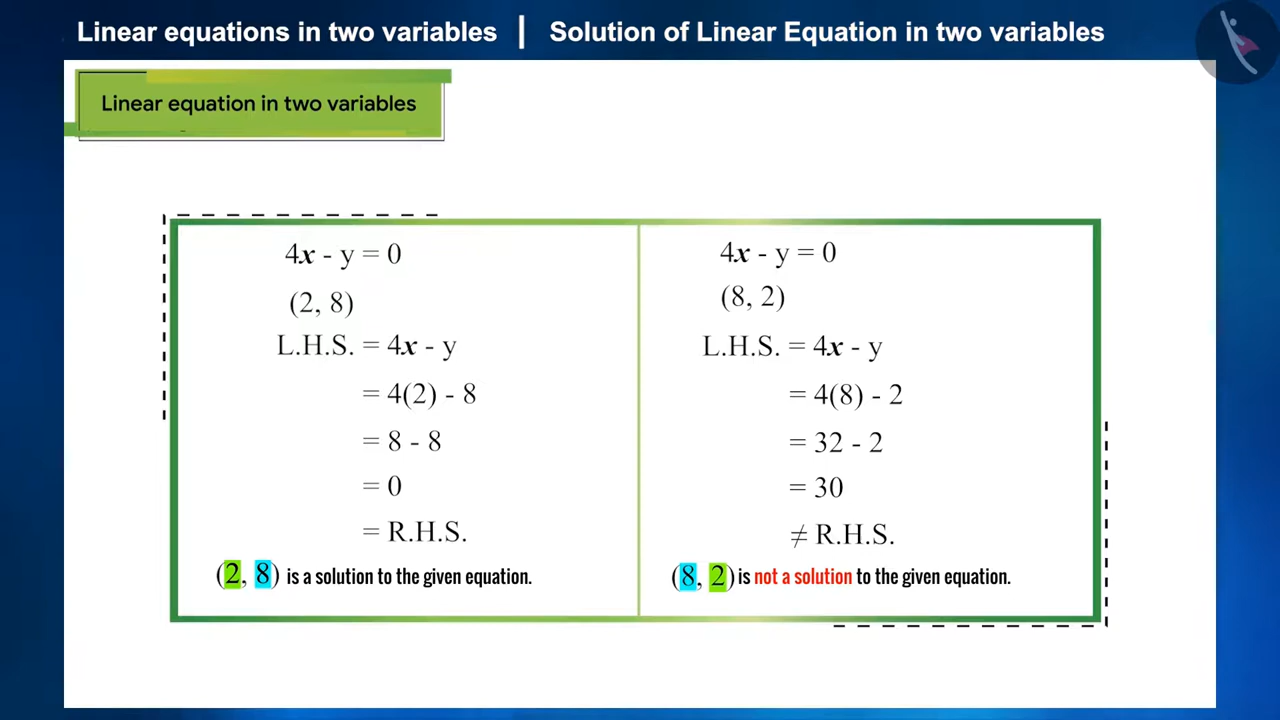 Linear equations in two variables | Solution of Linear Equation in two variables
Linear equation in two variables
4x - y = 0
(2, 8)
L.H.S. = 4x - y
= 4(2) - 8
= 8 - 8
= 0
= R.H.S.
(2, 8) is a solution to the given equation.
4x - y = 0
(8, 2)
L.H.S. = 4x - y
= 4(8) - 2
= 32 - 2
= 30
≠ R.H.S.
(8, 2) is not a solution to the given equation.